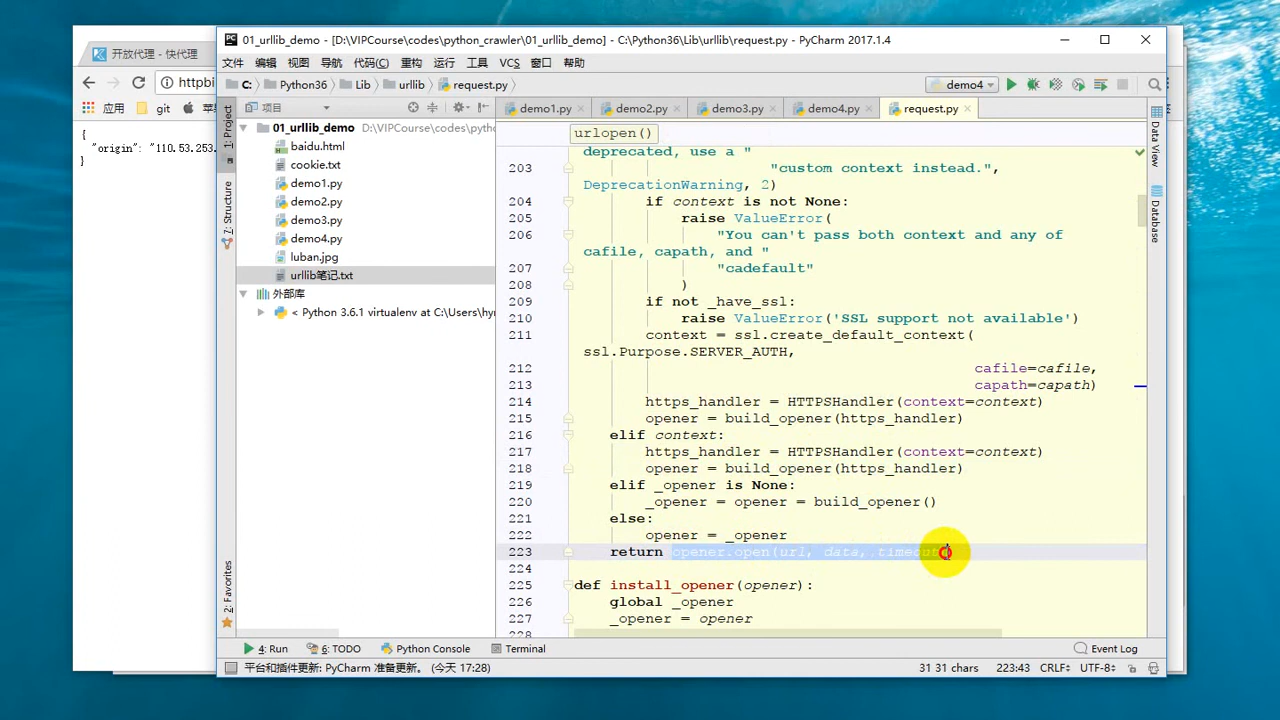 01_urllib_demo - [D:\VIPCourse\codes\python_crawler\01_urllib_demo] - C:\Python36\Lib\urllib\request.py - PyCharm 2017.1.4
开放代理 - 快代理
文件 编辑 视图 导航 代码(C) 重构 运行 工具 VCS 窗口 帮助
httpbi
C: Python36 Lib urllib request.py
demo4
应用 git
项目
demo1.py demo2.py demo3.py demo4.py request.py
{
"origin": "110.53.253.
}
01_urllib_demo D:\VIPCourse\codes\pytho
baidu.html
cookie.txt
demo1.py
demo2.py
demo3.py
demo4.py
luban.jpg
urllib笔记.txt
外部库
< Python 3.6.1 virtualenv at C:\Users\hy
1: Project
7: Structure
2: Favorites
Data View
Database
urlopen()
deprecated, use a "
203 "custom context instead.",
DeprecationWarning, 2)
204 if context is not None:
205 raise ValueError(
206 "You can't pass both context and any of
cafile, capath, and "
207 "cadefault"
208 )
209 if not _have_ssl:
210 raise ValueError('SSL support not available')
211 context = ssl.create_default_context(
ssl.Purpose.SERVER_AUTH,
212 cafile=cafile,
213 capath=capath)
214 https_handler = HTTPSHandler(context=context)
215 opener = build_opener(https_handler)
216 elif context:
217 https_handler = HTTPSHandler(context=context)
218 opener = build_opener(https_handler)
219 elif _opener is None:
220 _opener = opener = build_opener()
221 else:
222 opener = _opener
223 return opener.open(url, data, timeout
224
225 def install_opener(opener):
226 global _opener
227 _opener = opener
228
4: Run 6: TODO Python Console Terminal Event Log
平台和插件更新: PyCharm 准备更新。 (今天 17:28) 31 31 chars 223:43 CRLF UTF-8